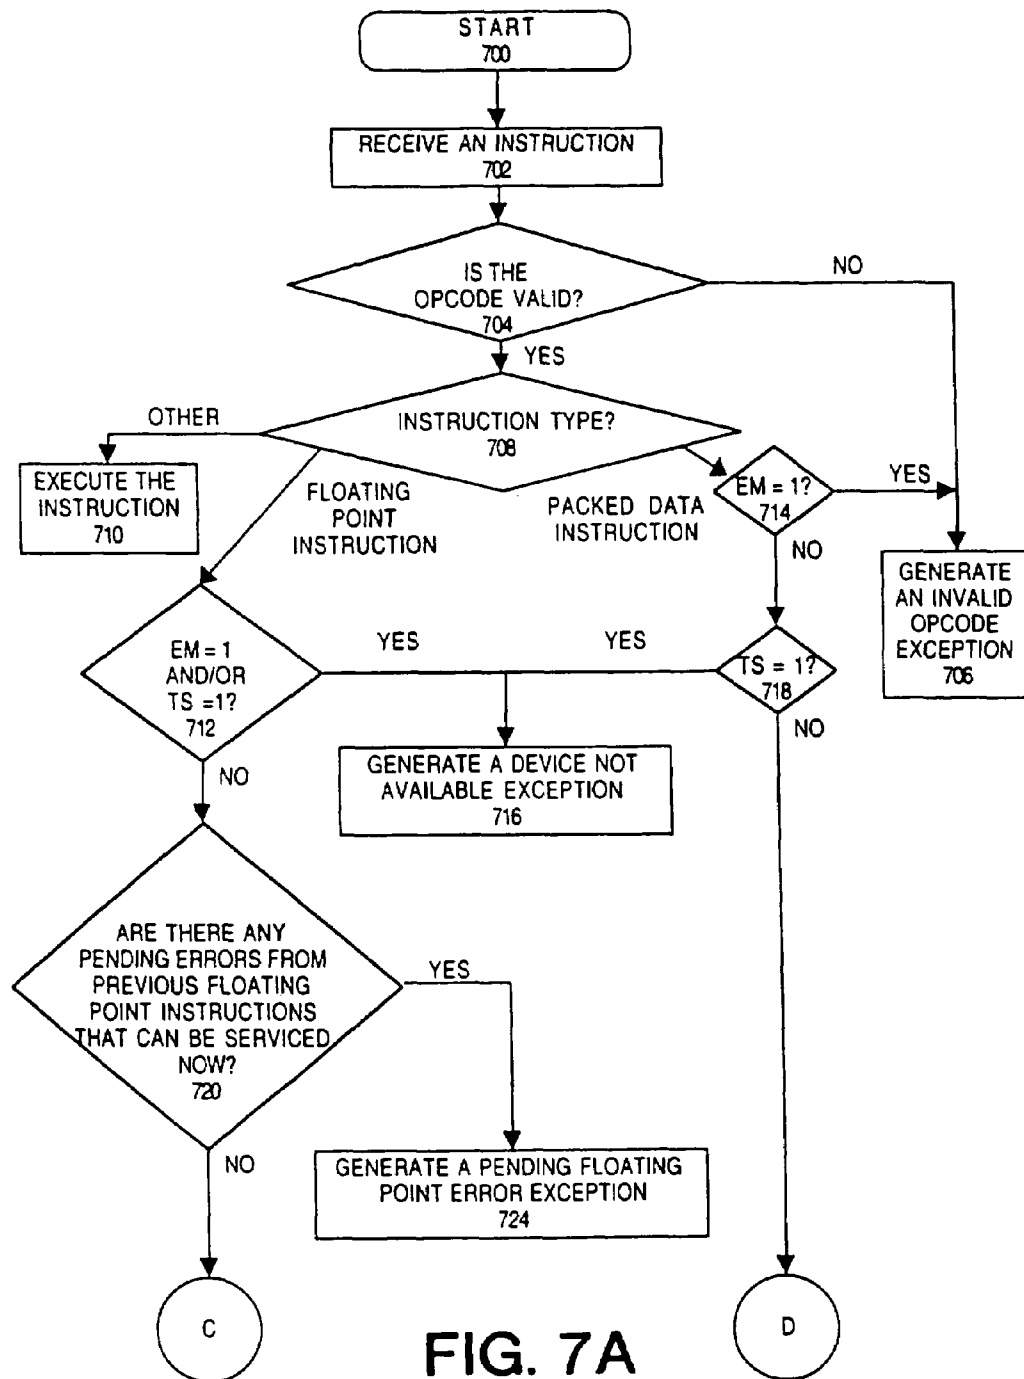 START
700
RECEIVE AN INSTRUCTION
702
IS THE
OPCODE VALID?
704
NO
YES
INSTRUCTION TYPE?
708
OTHER
EXECUTE THE
INSTRUCTION
710
FLOATING
POINT
INSTRUCTION
PACKED DATA
INSTRUCTION
EM = 1?
714
YES
NO
GENERATE
AN INVALID
OPCODE
EXCEPTION
706
EM = 1
AND/OR
TS =1?
712
YES
YES
TS = 1?
718
NO
NO
GENERATE A DEVICE NOT
AVAILABLE EXCEPTION
716
ARE THERE ANY
PENDING ERRORS FROM
PREVIOUS FLOATING
POINT INSTRUCTIONS
THAT CAN BE SERVICED
NOW?
720
YES
NO
GENERATE A PENDING FLOATING
POINT ERROR EXCEPTION
724
C
D
FIG. 7A